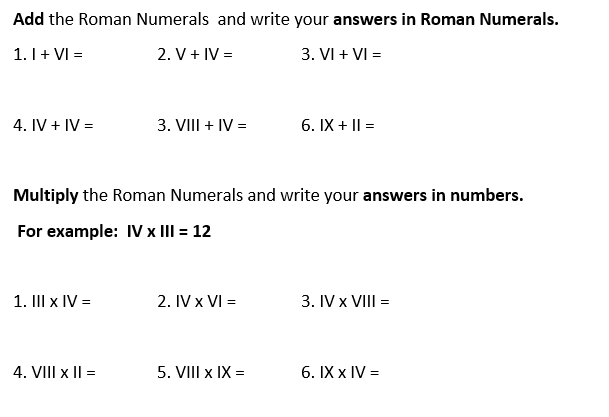 Add the Roman Numerals and write your answers in Roman Numerals.
1. I + VI = 2. V + IV = 3. VI + VI =
4. IV + IV = 3. VIII + IV = 6. IX + II =
Multiply the Roman Numerals and write your answers in numbers.
For example: IV x III = 12
1. III x IV = 2. IV x VI = 3. IV x VIII =
4. VIII x II = 5. VIII x IX = 6. IX x IV =